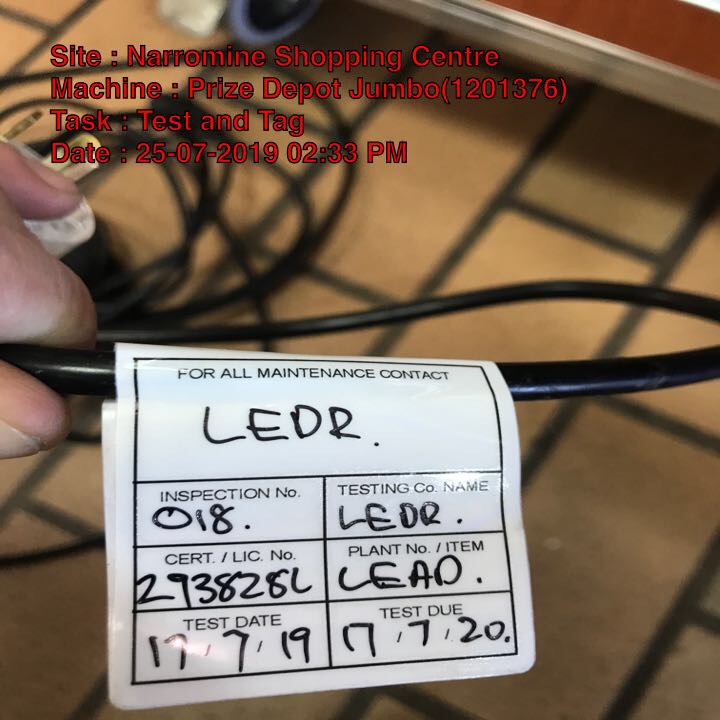 Site : Narromine Shopping Centre
Machine : Prize Depot Jumbo(1201376)
Task : Test and Tag
Date : 25-07-2019 02:33 PM
FOR ALL MAINTENANCE CONTACT
LEDR.
INSPECTION No. TESTING Co. NAME
018. LEDR.
CERT. / LIC. No. PLANT No. / ITEM
293828L LEAD.
TEST DATE TEST DUE
17 / 7 / 19 17 / 7 / 20.